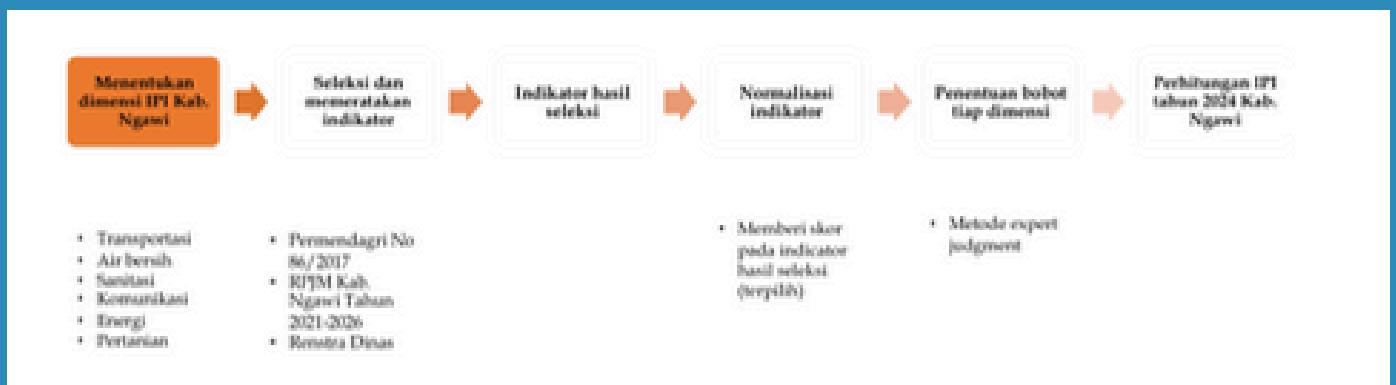 Menentukan
dimensi IPI Kab.
Ngawi
Seleksi dan
memeratakan
indikator
Indikator hasil
seleksi
Normalisasi
indikator
Penentuan bobot
tiap dimensi
Perhitungan IPI
tahun 2024 Kab.
Ngawi
• Transportasi
• Air bersih
• Sanitasi
• Komunikasi
• Energi
• Pertanian
• Permendagri No
86/2017
• RPJM Kab.
Ngawi Tahun
2021-2026
• Renstra Dinas
• Memberi skor
pada indicator
hasil seleksi
(terpilih)
• Metode expert
judgment